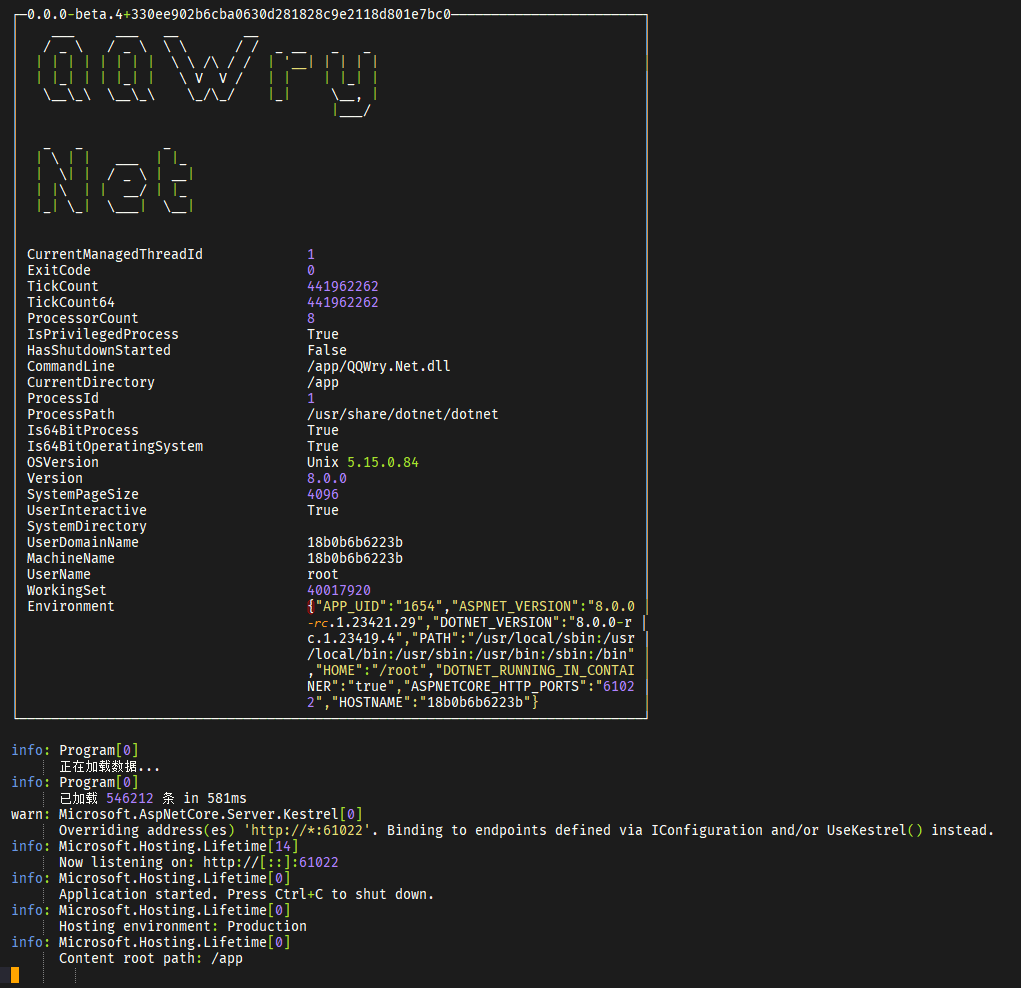 0.0.0-beta.4+330ee902b6cba0630d281828c9e2118d801e7bc0
QQWry
Net
CurrentManagedThreadId 1
ExitCode 0
TickCount 441962262
TickCount64 441962262
ProcessorCount 8
IsPrivilegedProcess True
HasShutdownStarted False
CommandLine /app/QQWry.Net.dll
CurrentDirectory /app
ProcessId 1
ProcessPath /usr/share/dotnet/dotnet
Is64BitProcess True
Is64BitOperatingSystem True
OSVersion Unix 5.15.0.84
Version 8.0.0
SystemPageSize 4096
UserInteractive True
SystemDirectory
UserDomainName 18b0b6b6223b
MachineName 18b0b6b6223b
UserName root
WorkingSet 40017920
Environment {"APP_UID":"1654","ASPNET_VERSION":"8.0.0
-rc.1.23421.29","DOTNET_VERSION":"8.0.0-r
c.1.23419.4","PATH":"/usr/local/sbin:/usr
/local/bin:/usr/sbin:/usr/bin:/sbin:/bin"
,"HOME":"/root","DOTNET_RUNNING_IN_CONTAI
NER":"true","ASPNETCORE_HTTP_PORTS":"6102
2","HOSTNAME":"18b0b6b6223b"}
info: Program[0]
正在加载数据...
info: Program[0]
已加载 546212 条 in 581ms
warn: Microsoft.AspNetCore.Server.Kestrel[0]
Overriding address(es) 'http://*:61022'. Binding to endpoints defined via IConfiguration and/or UseKestrel() instead.
info: Microsoft.Hosting.Lifetime[14]
Now listening on: http://[::]:61022
info: Microsoft.Hosting.Lifetime[0]
Application started. Press Ctrl+C to shut down.
info: Microsoft.Hosting.Lifetime[0]
Hosting environment: Production
info: Microsoft.Hosting.Lifetime[0]
Content root path: /app